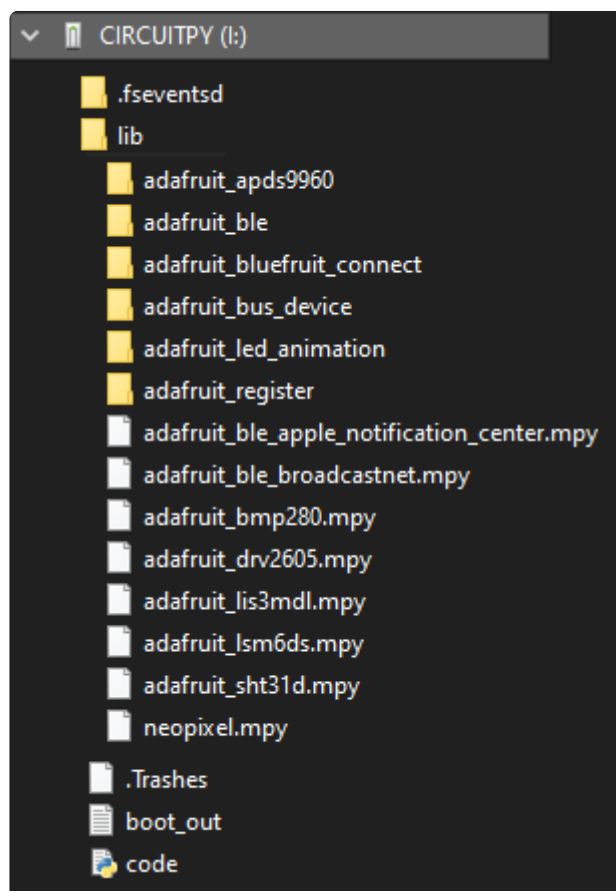 CIRCUITPY (I:)
.fseventsd
lib
adafruit_apds9960
adafruit_ble
adafruit_bluefruit_connect
adafruit_bus_device
adafruit_led_animation
adafruit_register
adafruit_ble_apple_notification_center.mpy
adafruit_ble_broadcastnet.mpy
adafruit_bmp280.mpy
adafruit_drv2605.mpy
adafruit_lis3mdl.mpy
adafruit_lsm6ds.mpy
adafruit_sht31d.mpy
neopixel.mpy
.Trashes
boot_out
code